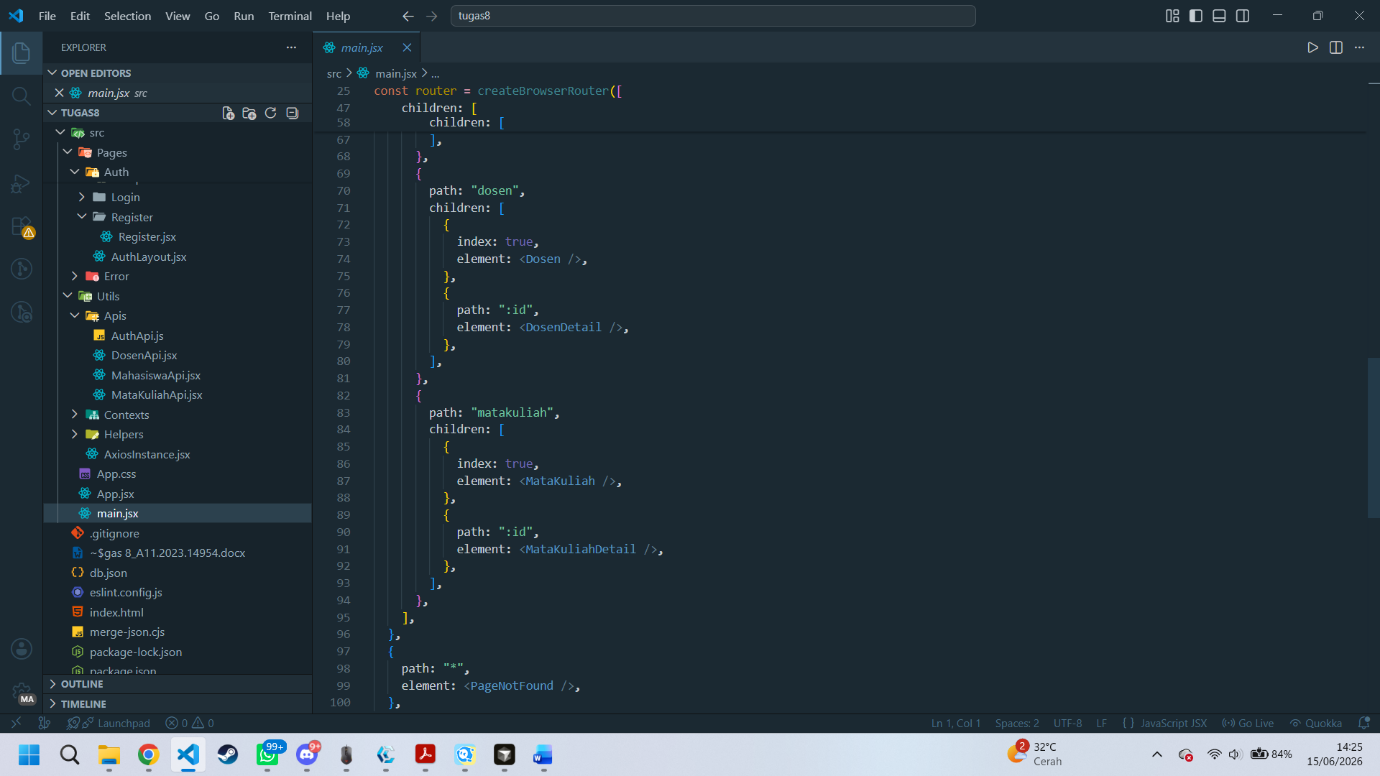 File Edit Selection View Go Run Terminal Help
tugas8
EXPLORER
OPEN EDITORS
main.jsx src
TUGAS8
src
Pages
Auth
Login
Register
Register.jsx
AuthLayout.jsx
Error
Utils
Apis
AuthApi.js
DosenApi.jsx
MahasiswaApi.jsx
MataKuliahApi.jsx
Contexts
Helpers
AxiosInstance.jsx
App.css
App.jsx
main.jsx
.gitignore
~$gas 8_A11.2023.14954.docx
db.json
eslint.config.js
index.html
merge-json.cjs
package-lock.json
package.json
OUTLINE
TIMELINE
main.jsx
src > main.jsx > ...
25 const router = createBrowserRouter([
47 children: [
58 children: [
67 ],
68 },
69 {
70 path: "dosen",
71 children: [
72 {
73 index: true,
74 element: <Dosen />,
75 },
76 {
77 path: ":id",
78 element: <DosenDetail />,
79 },
80 ],
81 },
82 {
83 path: "matakuliah",
84 children: [
85 {
86 index: true,
87 element: <MataKuliah />,
88 },
89 {
90 path: ":id",
91 element: <MataKuliahDetail />,
92 },
93 ],
94 },
95 ],
96 },
97 {
98 path: "*",
99 element: <PageNotFound />,
100 },
MA
Launchpad 0 0
Ln 1, Col 1 Spaces: 2 UTF-8 LF { } JavaScript JSX Go Live Quokka
99+
9+
2
32°C
Cerah
84%
14:25
15/06/2026